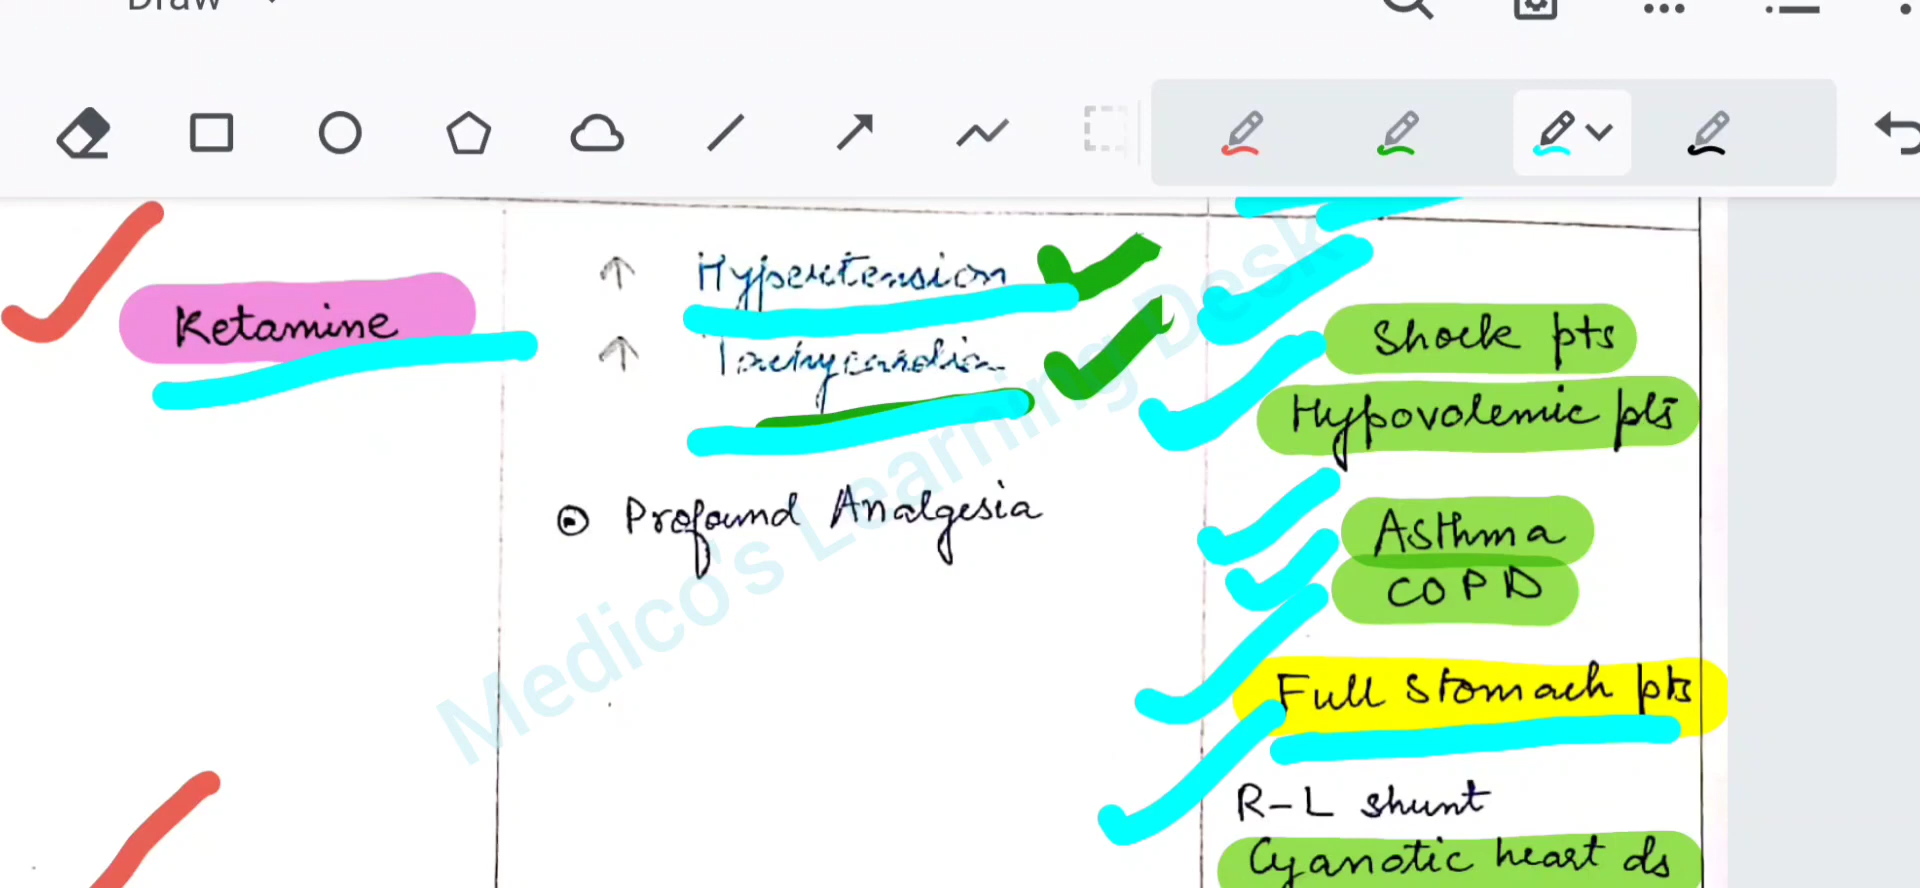 Draw
Ketamine
↑ Hypertension
↑ Tachycardia
Profound Analgesia
Shock pts
Hypovolemic pts
Asthma
COPD
Full stomach pts
R-L shunt
Cyanotic heart ds
Medico's Learning Desk